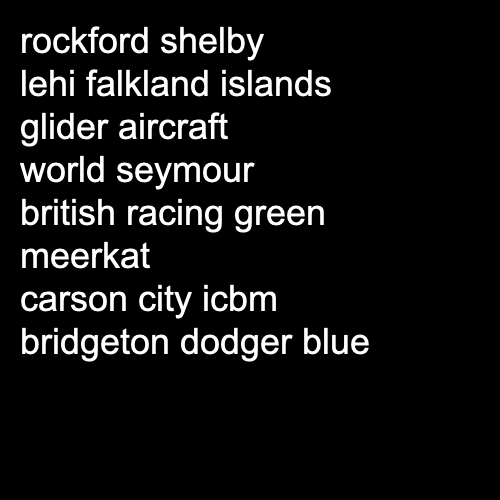 rockford shelby
lehi falkland islands
glider aircraft
world seymour
british racing green
meerkat
carson city icbm
bridgeton dodger blue